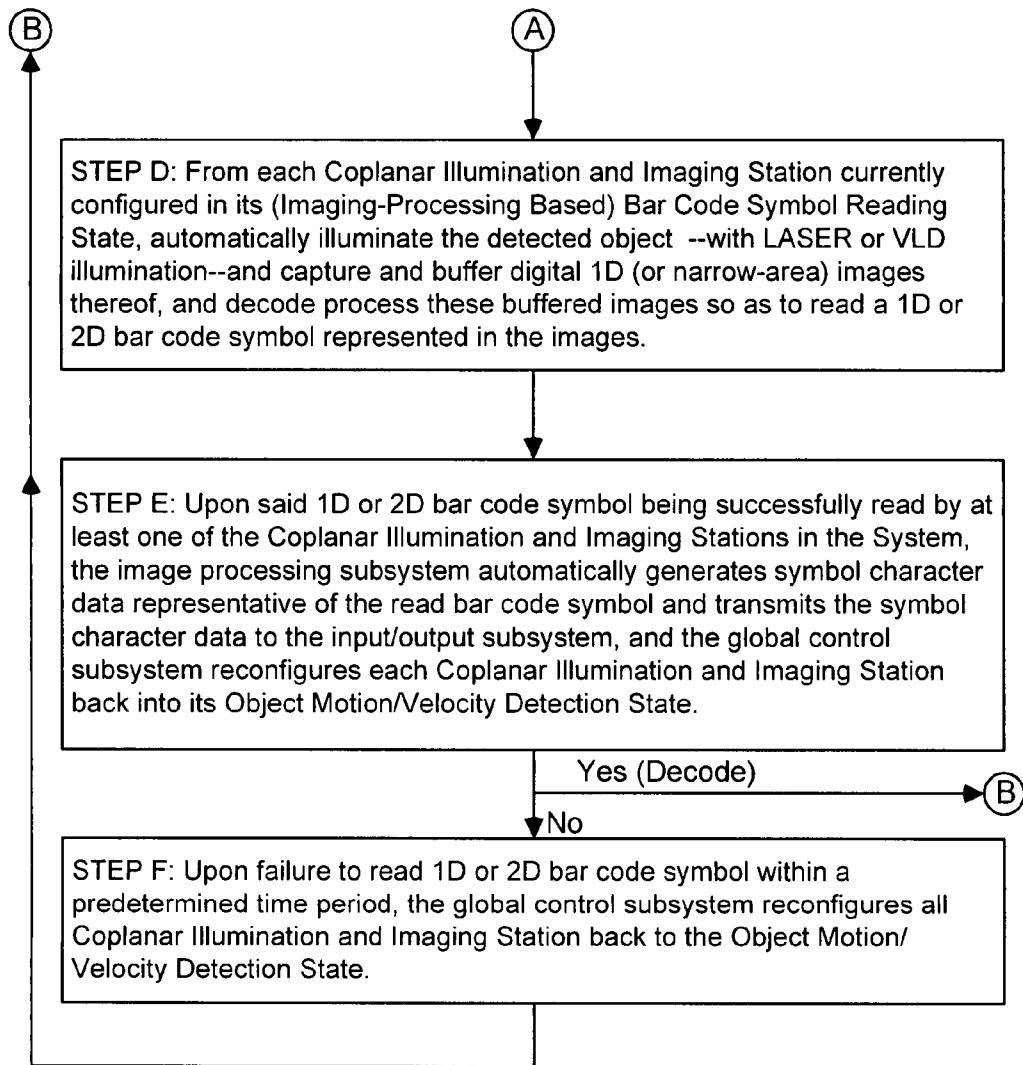 B
A
STEP D: From each Coplanar Illumination and Imaging Station currently
configured in its (Imaging-Processing Based) Bar Code Symbol Reading
State, automatically illuminate the detected object --with LASER or VLD
illumination--and capture and buffer digital 1D (or narrow-area) images
thereof, and decode process these buffered images so as to read a 1D or
2D bar code symbol represented in the images.
STEP E: Upon said 1D or 2D bar code symbol being successfully read by at
least one of the Coplanar Illumination and Imaging Stations in the System,
the image processing subsystem automatically generates symbol character
data representative of the read bar code symbol and transmits the symbol
character data to the input/output subsystem, and the global control
subsystem reconfigures each Coplanar Illumination and Imaging Station
back into its Object Motion/Velocity Detection State.
Yes (Decode)
B
No
STEP F: Upon failure to read 1D or 2D bar code symbol within a
predetermined time period, the global control subsystem reconfigures all
Coplanar Illumination and Imaging Station back to the Object Motion/
Velocity Detection State.